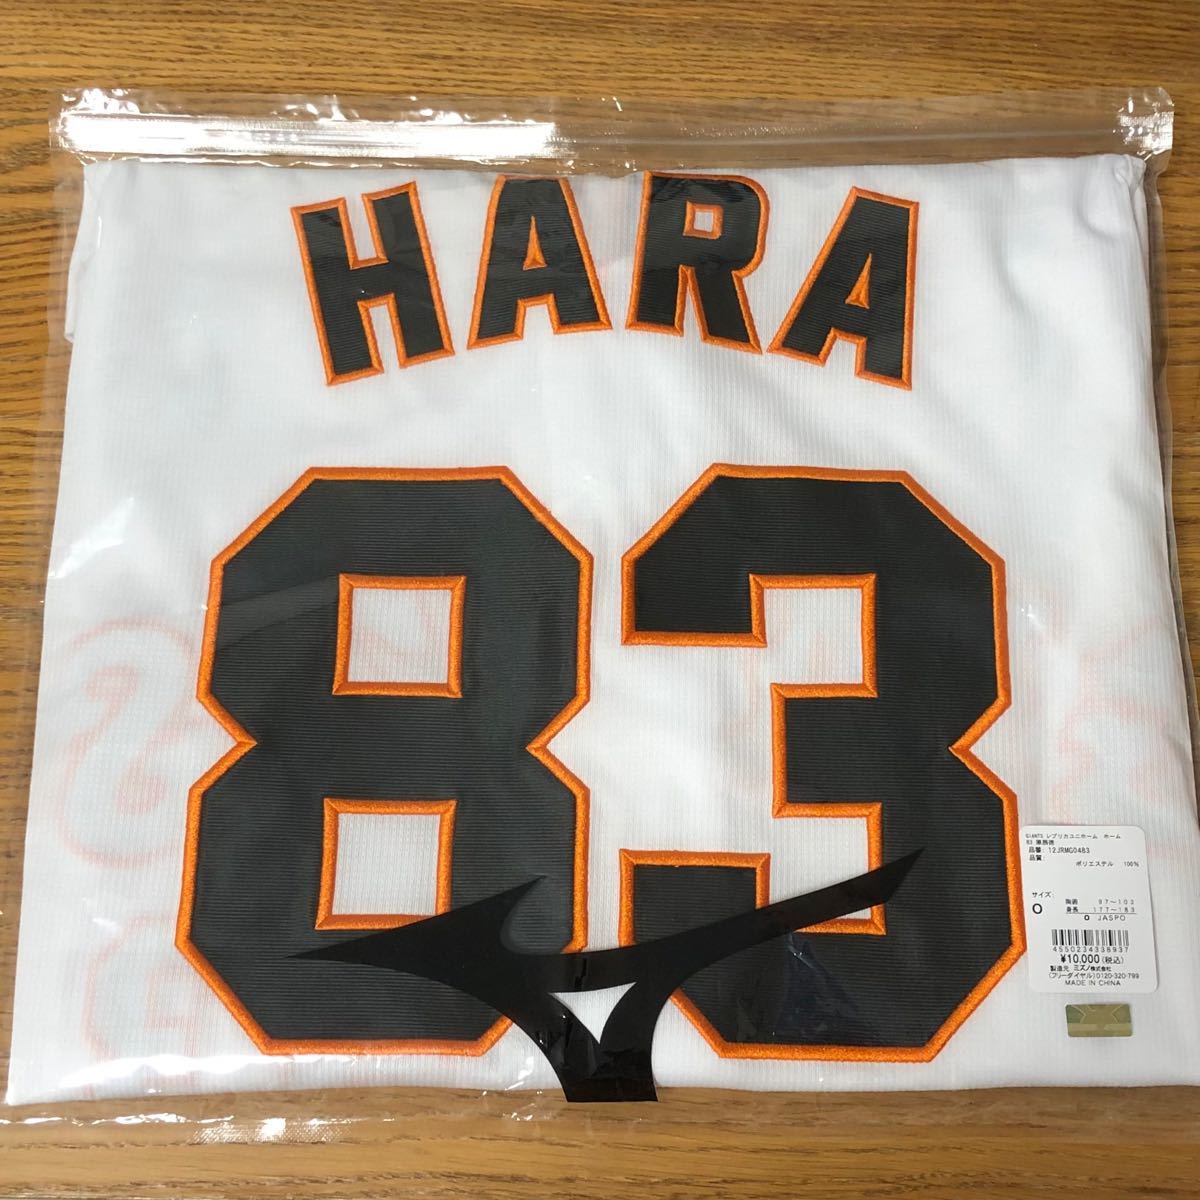 HARA
83
GIANTS レプリカユニホーム ホーム
83 原辰徳
品番: 12JRMG0483
品質:
ポリエステル 100%
サイズ:
O
胸囲 97~103
身長 177~183
O JASPO
4550234338937
¥10,000(税込)
製造元 ミズノ株式会社
(フリーダイヤル)0120-320-799
MADE IN CHINA